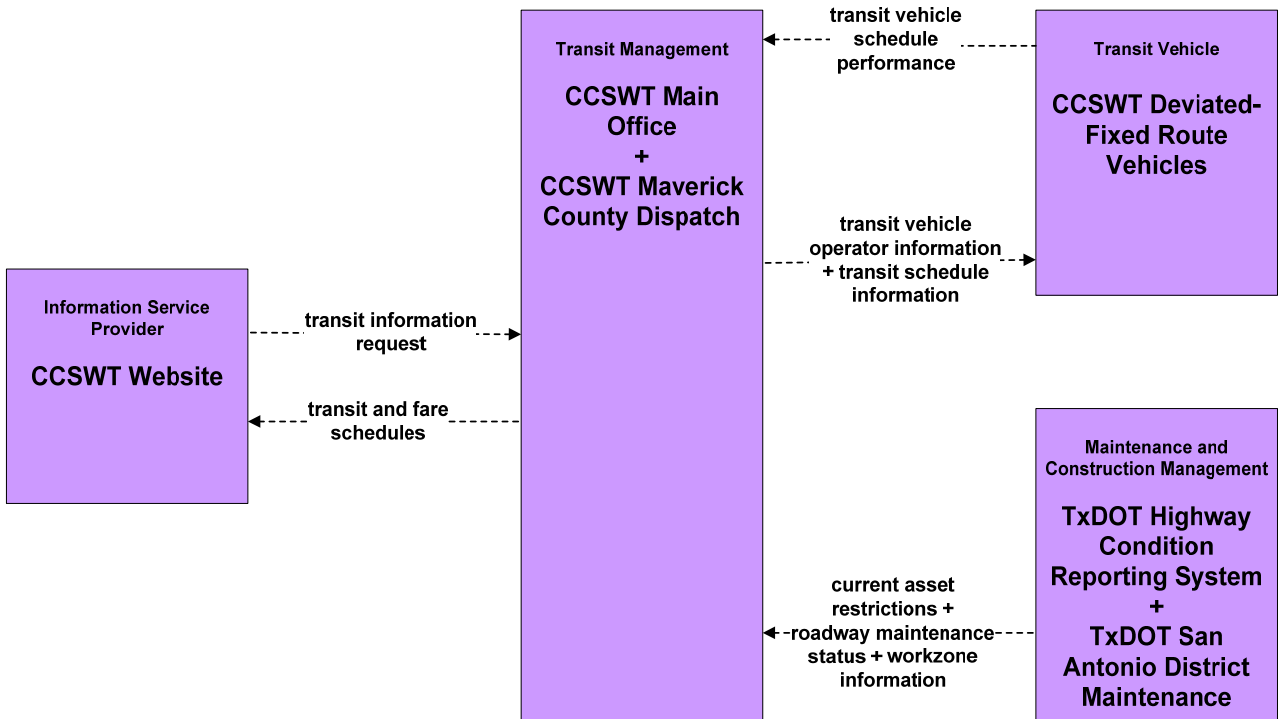 transit vehicle
schedule
performance
Transit Management
CCSWT Main
Office
+
CCSWT Maverick
County Dispatch
Transit Vehicle
CCSWT Deviated-
Fixed Route
Vehicles
transit vehicle
operator information
+ transit schedule
information
Information Service
Provider
CCSWT Website
transit information
request
transit and fare
schedules
Maintenance and
Construction Management
TxDOT Highway
Condition
Reporting System
+
TxDOT San
Antonio District
Maintenance
current asset
restrictions +
roadway maintenance
status + workzone
information